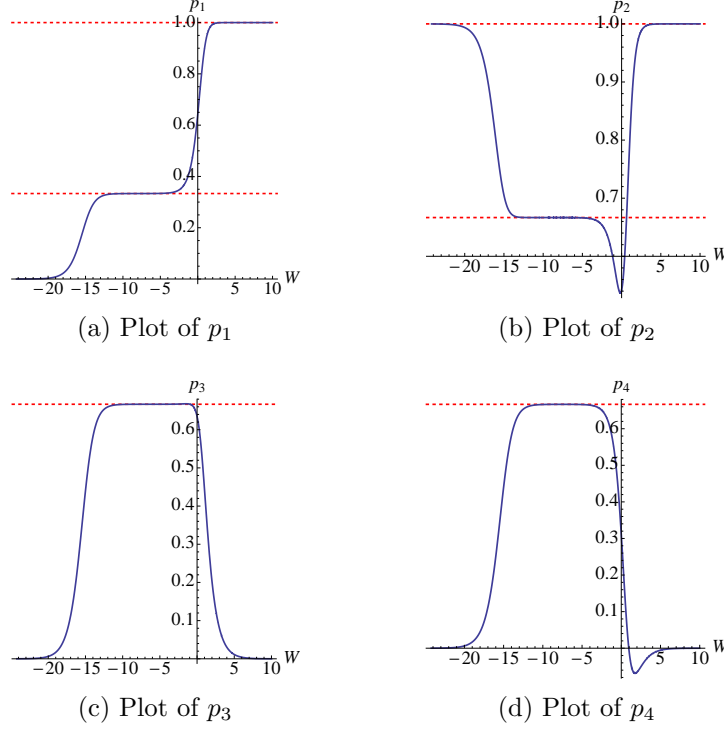 p₁
1.0
0.8
0.6
0.4
0.2
−20 −15 −10 −5 5 10 W
(a) Plot of p₁
p₂
1.0
0.9
0.8
0.7
−20 −15 −10 −5 0 5 10 W
(b) Plot of p₂
p₃
0.6
0.5
0.4
0.3
0.2
0.1
−20 −15 −10 −5 0 5 10 W
(c) Plot of p₃
p₄
0.6
0.5
0.4
0.3
0.2
0.1
−20 −15 −10 −5 0 5 10 W
(d) Plot of p₄